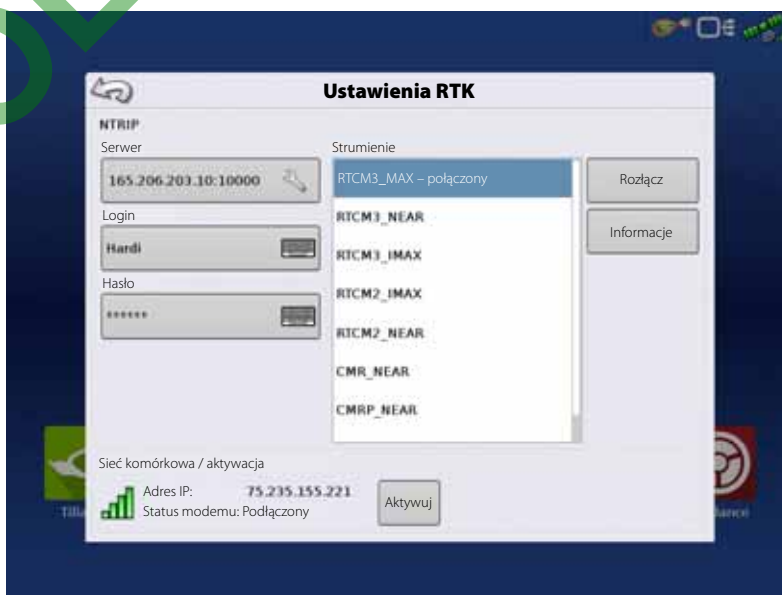 Ustawienia RTK
NTRIP
Serwer
165.206.203.10:10000
Login
Hardi
Hasło
******
Strumienie
RTCM3_MAX – połączony
RTCM3_NEAR
RTCM3_IMAX
RTCM2_IMAX
RTCM2_NEAR
CMR_NEAR
CMRP_NEAR
Rozłącz
Informacje
Sieć komórkowa / aktywacja
Adres IP: 75.235.155.221
Status modemu: Podłączony
Aktywuj